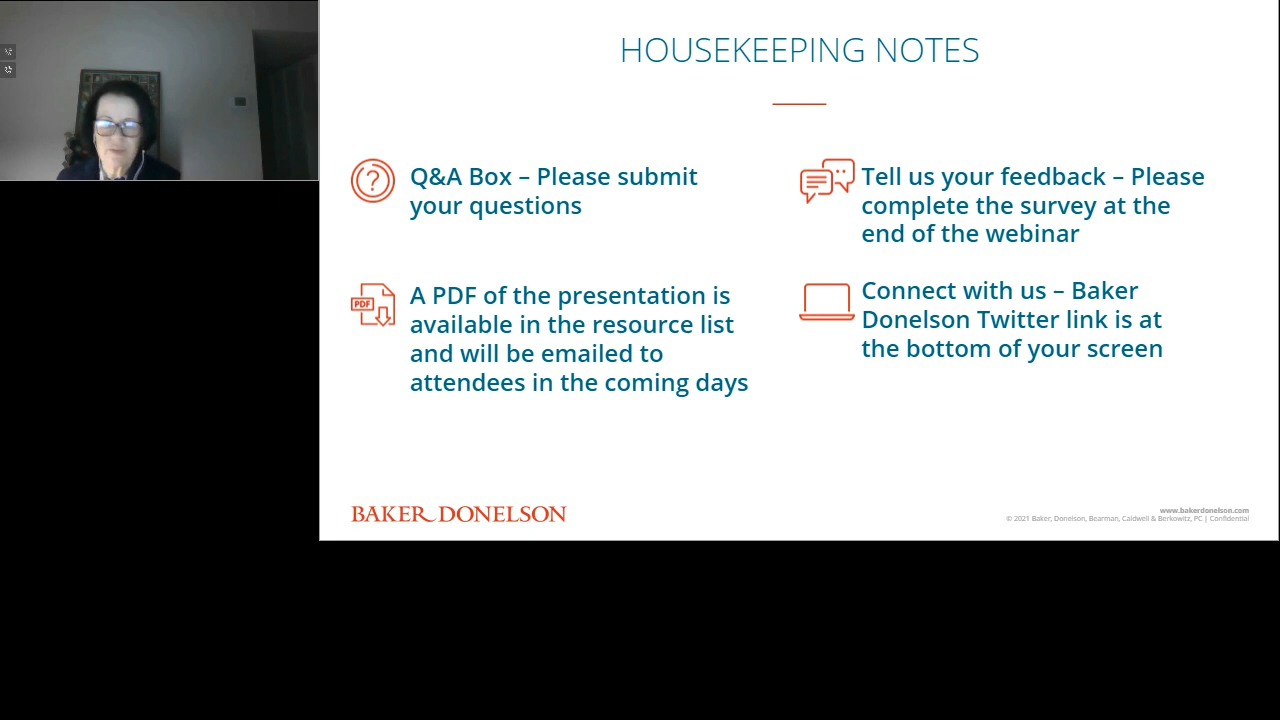 HOUSEKEEPING NOTES
Q&A Box – Please submit
your questions
Tell us your feedback – Please
complete the survey at the
end of the webinar
PDF
A PDF of the presentation is
available in the resource list
and will be emailed to
attendees in the coming days
Connect with us – Baker
Donelson Twitter link is at
the bottom of your screen
BAKER DONELSON
www.bakerdonelson.com
© 2021 Baker, Donelson, Bearman, Caldwell & Berkowitz, PC | Confidential